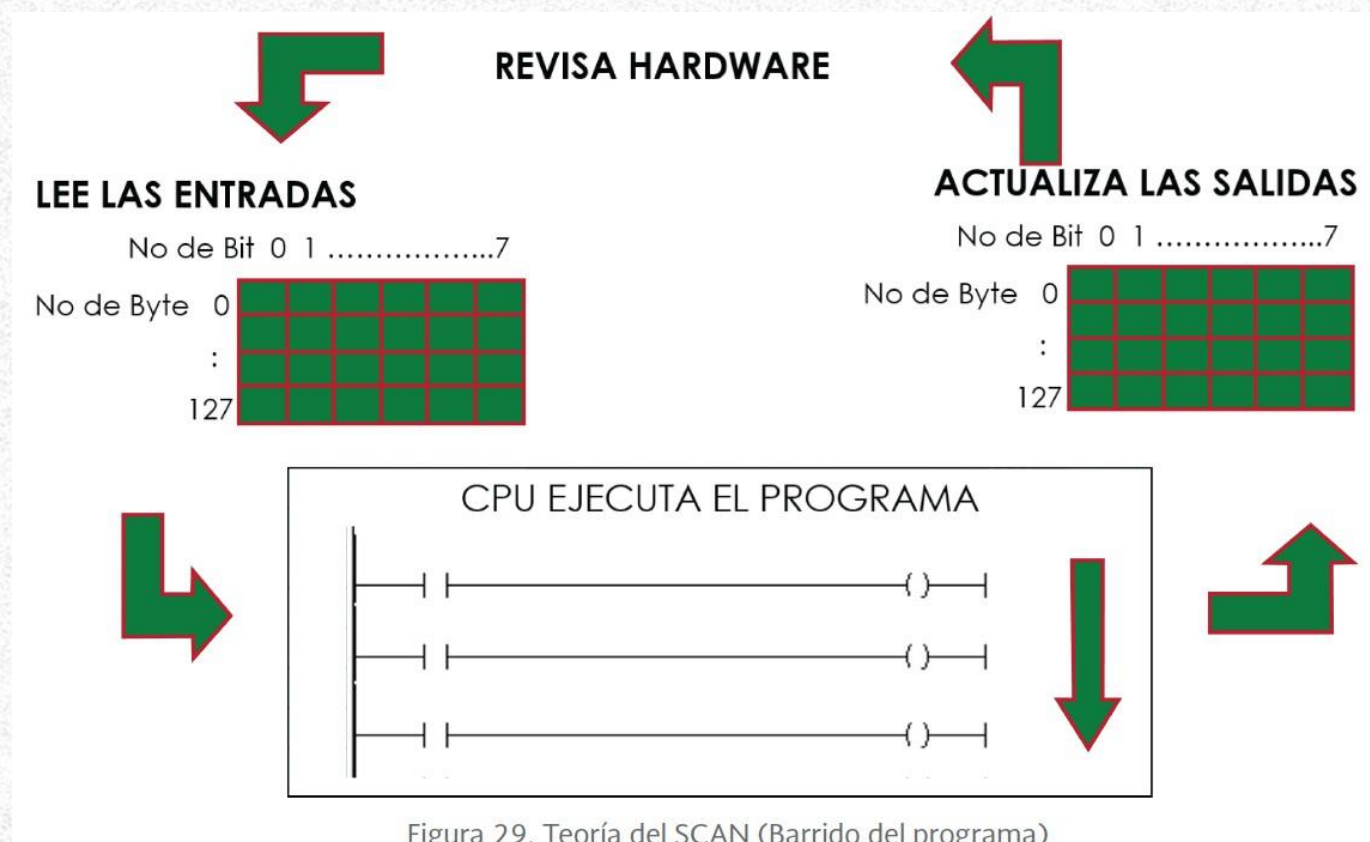 REVISA HARDWARE
LEE LAS ENTRADAS
No de Bit 0 1 ..................7
No de Byte 0
:
127
ACTUALIZA LAS SALIDAS
No de Bit 0 1 ..................7
No de Byte 0
:
127
CPU EJECUTA EL PROGRAMA
Figura 29. Teoría del SCAN (Barrido del programa)